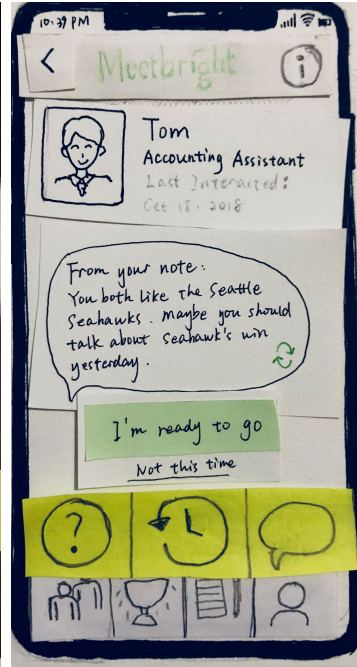 10:39 PM
Meetbright
i
Tom
Accounting Assistant
Last Interacted:
Oct 18, 2018
From your note:
You both like The Seattle
Seahawks. Maybe you should
talk about Seahawk's win
yesterday.
I'm ready to go
Not this time
?